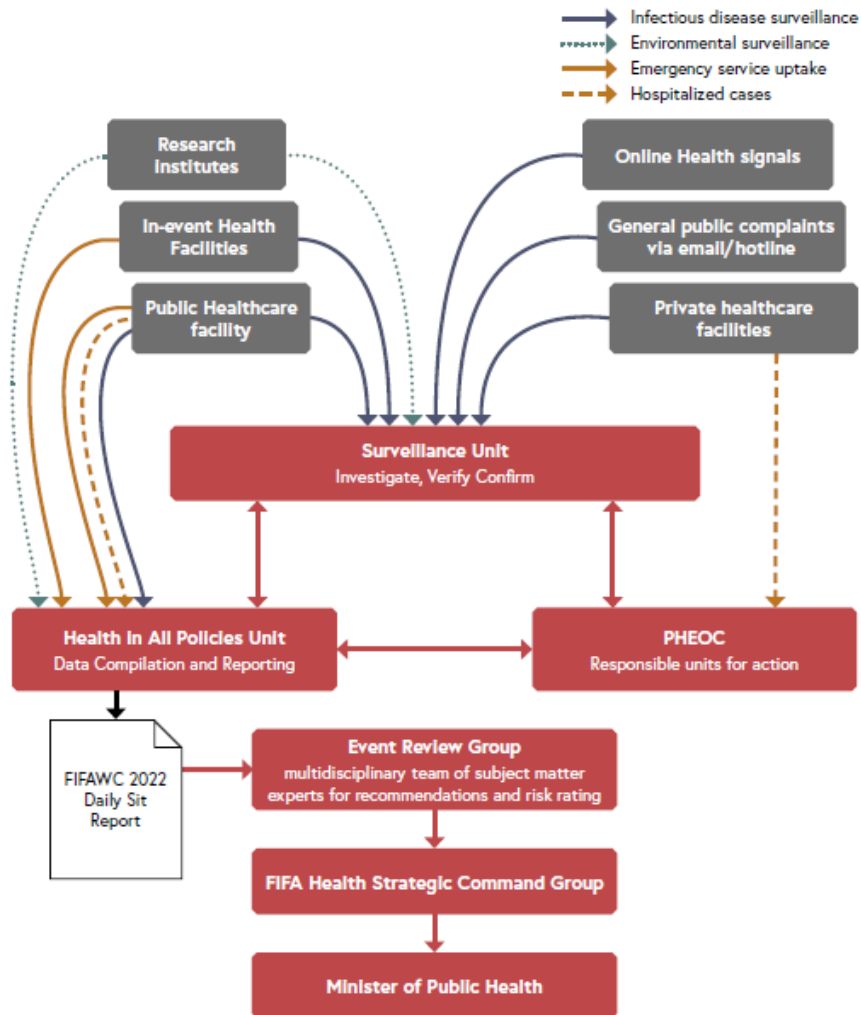 Infectious disease surveillance
Environmental surveillance
Emergency service uptake
Hospitalized cases
Research
Institutes
Online Health signals
In-event Health
Facilities
General public complaints
via email/hotline
Public Healthcare
facility
Private healthcare
facilities
Surveillance Unit
Investigate, Verify Confirm
Health in All Policies Unit
Data Compilation and Reporting
PHEOC
Responsible units for action
FIFAWC 2022
Daily Sit
Report
Event Review Group
multidisciplinary team of subject matter
experts for recommendations and risk rating
FIFA Health Strategic Command Group
Minister of Public Health